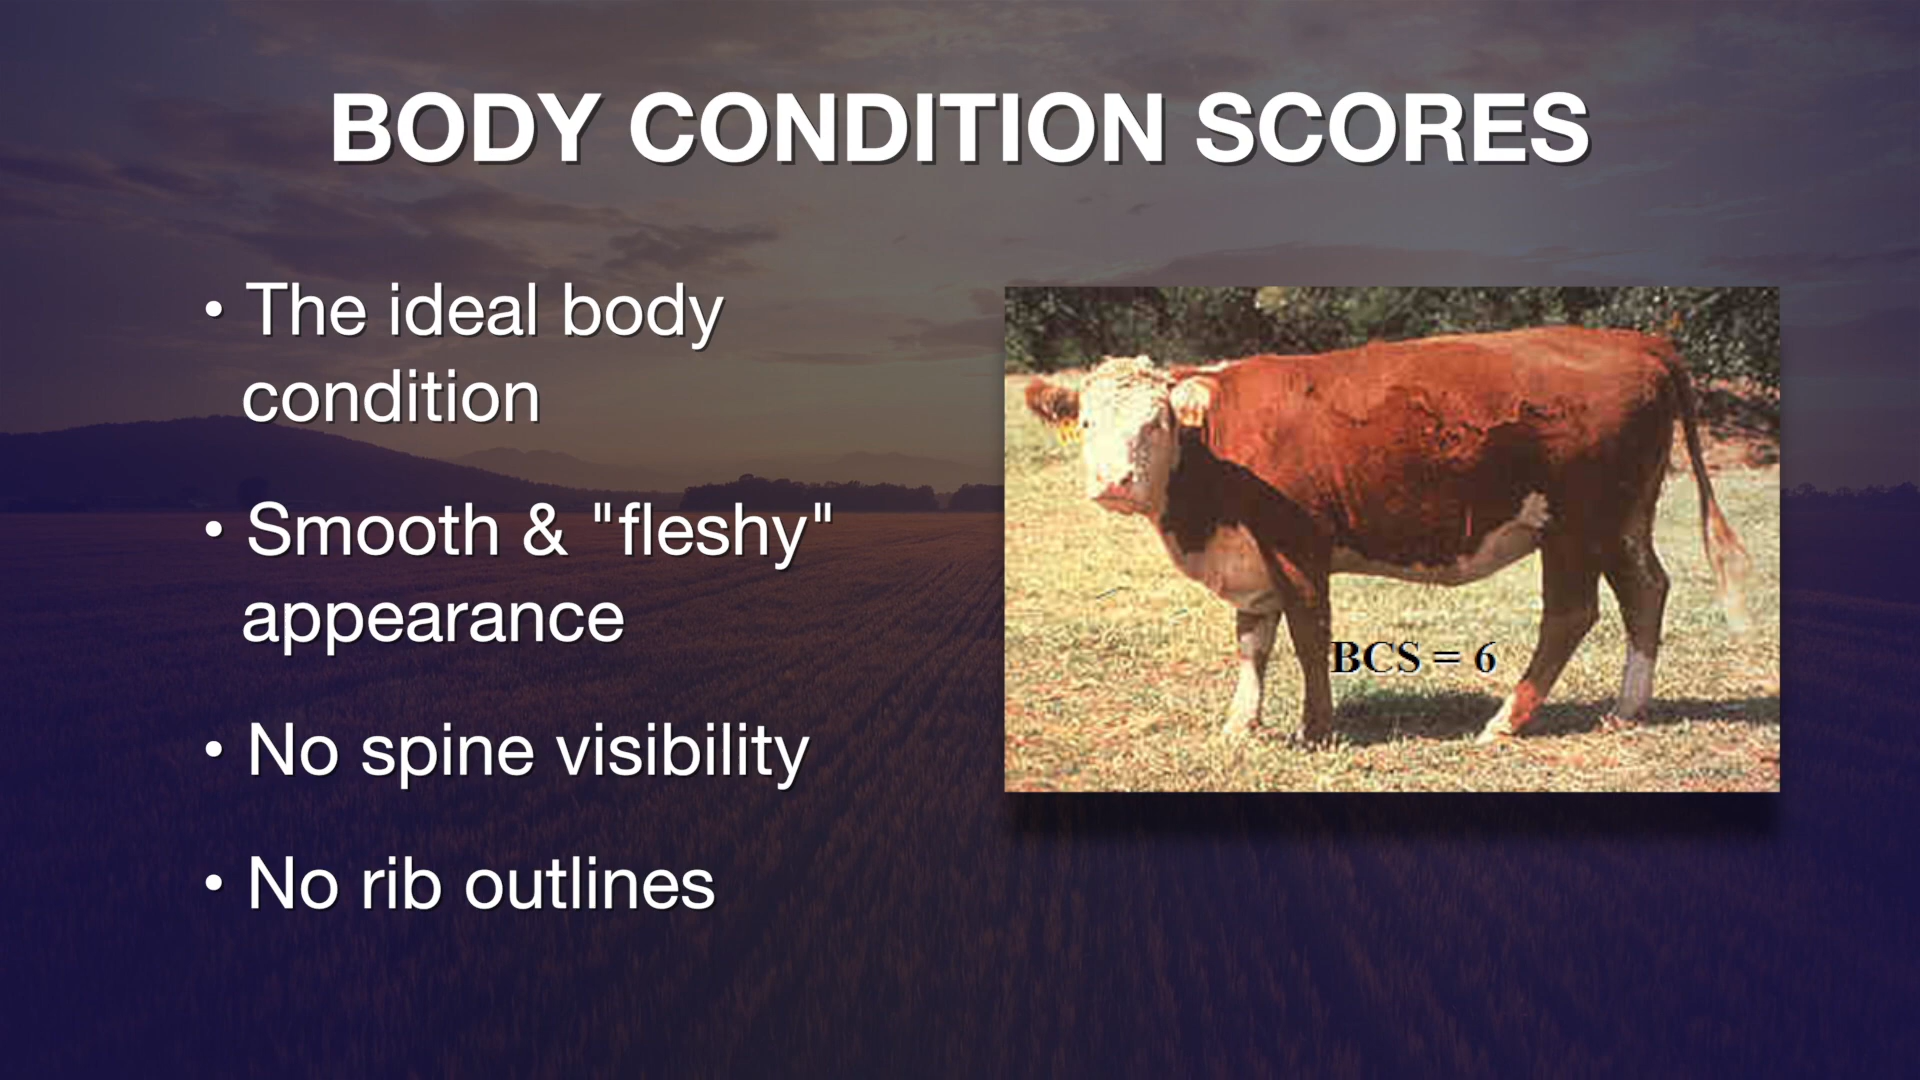 BODY CONDITION SCORES
• The ideal body
condition
• Smooth & "fleshy"
appearance
• No spine visibility
• No rib outlines
BCS = 6